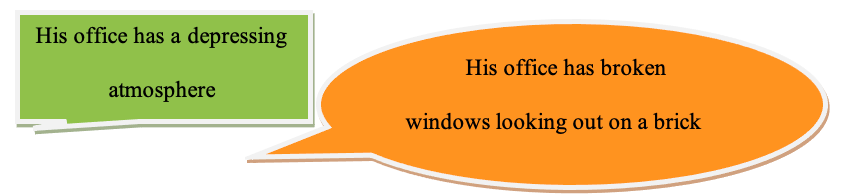 His office has a depressing
atmosphere
His office has broken
windows looking out on a brick